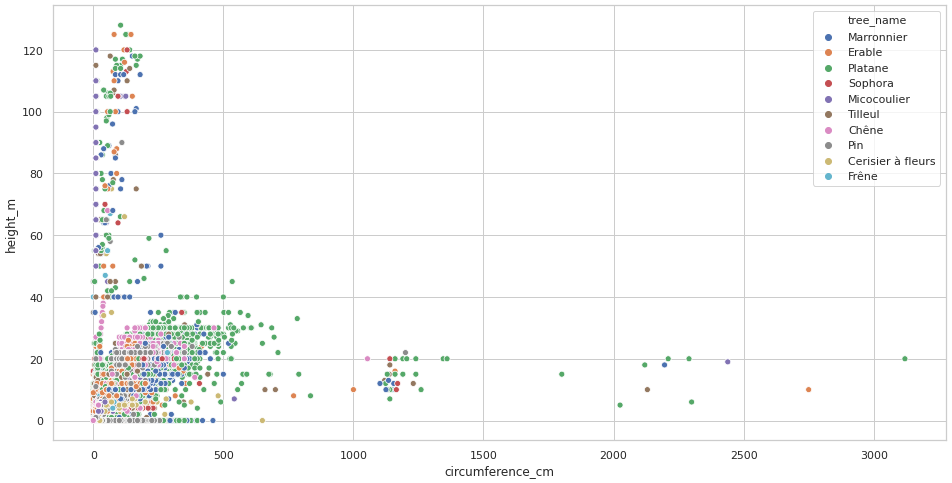 tree_name
Marronnier
Erable
Platane
Sophora
Micocoulier
Tilleul
Chêne
Pin
Cerisier à fleurs
Frêne
height_m
120
100
80
60
40
20
0
0 500 1000 1500 2000 2500 3000
circumference_cm